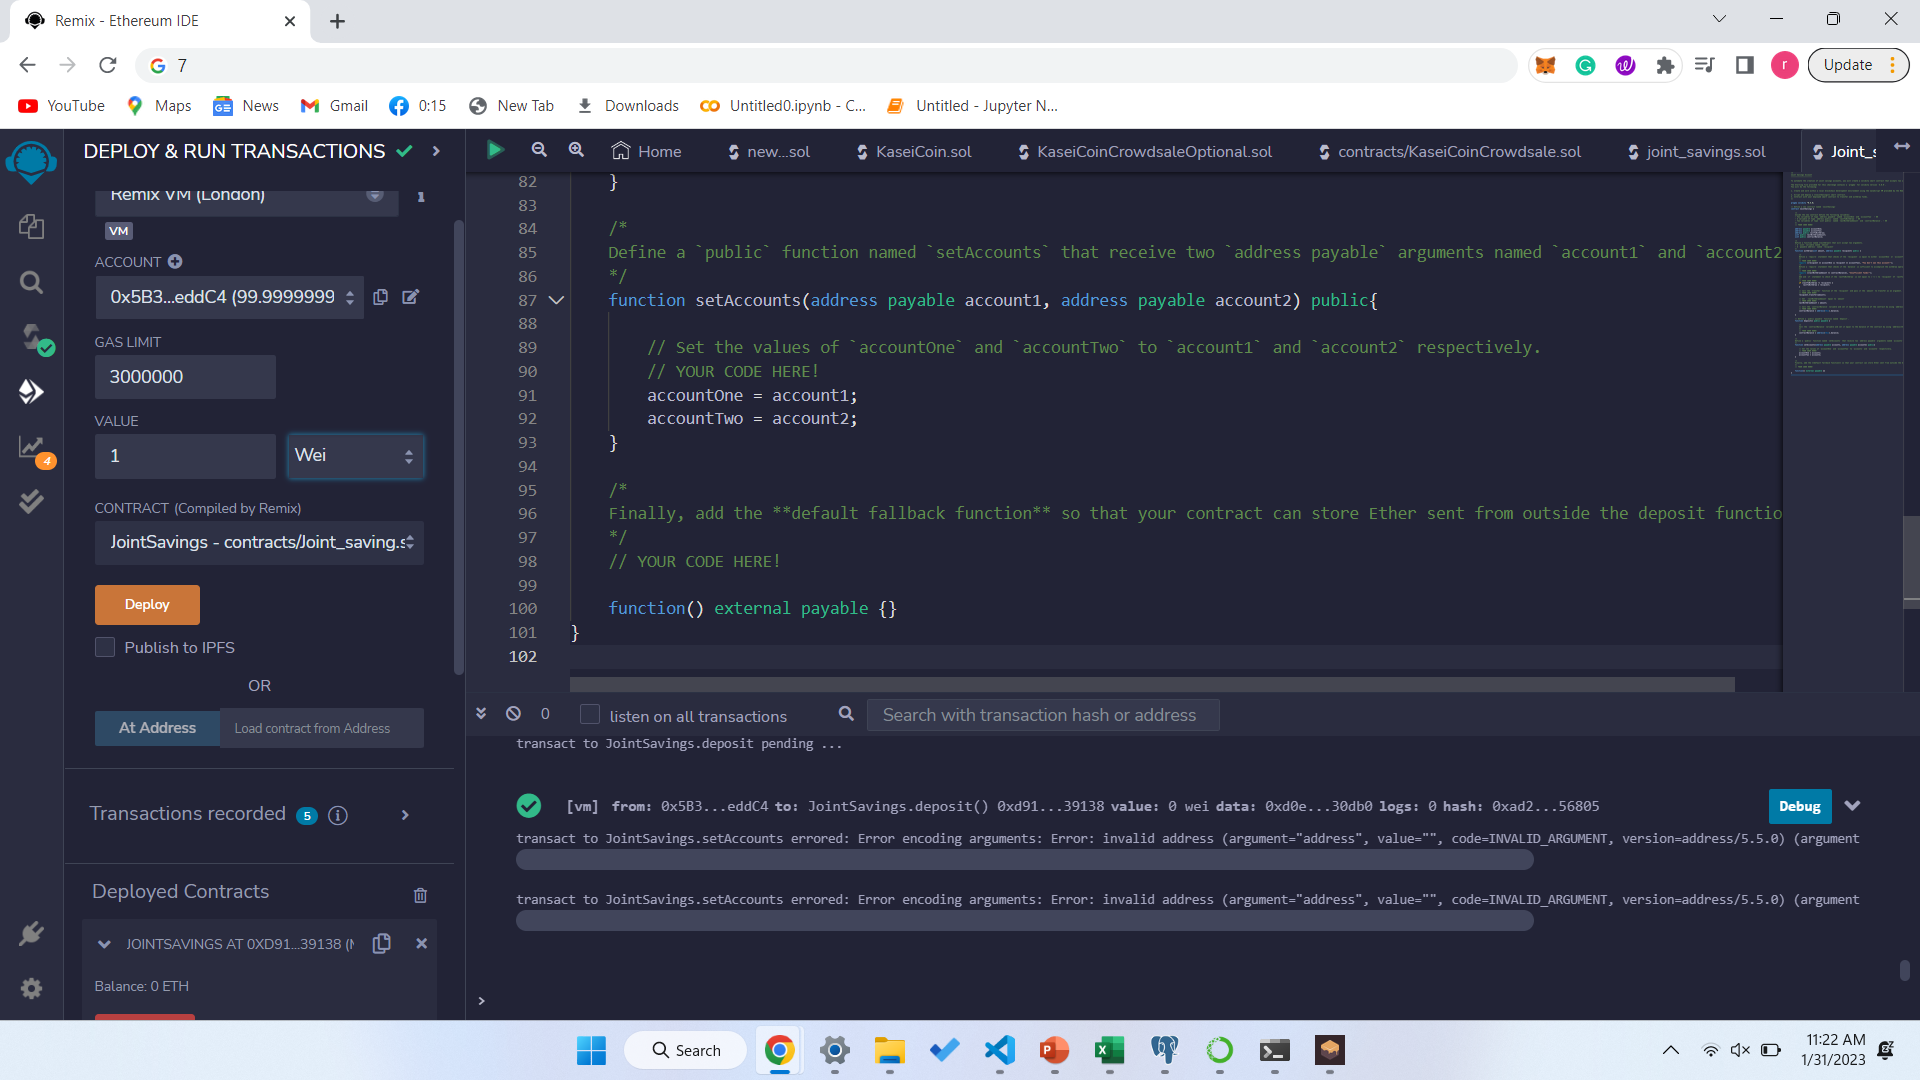 Remix - Ethereum IDE
7
r
Update
YouTube
Maps
News
Gmail
0:15
New Tab
Downloads
Untitled0.ipynb - C...
Untitled - Jupyter N...
DEPLOY & RUN TRANSACTIONS
Home
new...sol
KaseiCoin.sol
KaseiCoinCrowdsaleOptional.sol
contracts/KaseiCoinCrowdsale.sol
joint_savings.sol
Joint_s
Remix VM (London)
VM
ACCOUNT
0x5B3...eddC4 (99.9999999
GAS LIMIT
3000000
VALUE
1
Wei
CONTRACT (Compiled by Remix)
JointSavings - contracts/Joint_saving.s
Deploy
Publish to IPFS
OR
At Address
Load contract from Address
Transactions recorded 5
Deployed Contracts
JOINTSAVINGS AT 0XD91...39138 (
Balance: 0 ETH
4
82 }
83
84 /*
85 Define a `public` function named `setAccounts` that receive two `address payable` arguments named `account1` and `account2
86 */
87 function setAccounts(address payable account1, address payable account2) public{
88
89 // Set the values of `accountOne` and `accountTwo` to `account1` and `account2` respectively.
90 // YOUR CODE HERE!
91 accountOne = account1;
92 accountTwo = account2;
93 }
94
95 /*
96 Finally, add the **default fallback function** so that your contract can store Ether sent from outside the deposit functio
97 */
98 // YOUR CODE HERE!
99
100 function() external payable {}
101 }
102
0
listen on all transactions
Search with transaction hash or address
transact to JointSavings.deposit pending ...
[vm] from: 0x5B3...eddC4 to: JointSavings.deposit() 0xd91...39138 value: 0 wei data: 0xd0e...30db0 logs: 0 hash: 0xad2...56805
Debug
transact to JointSavings.setAccounts errored: Error encoding arguments: Error: invalid address (argument="address", value="", code=INVALID_ARGUMENT, version=address/5.5.0) (argument
transact to JointSavings.setAccounts errored: Error encoding arguments: Error: invalid address (argument="address", value="", code=INVALID_ARGUMENT, version=address/5.5.0) (argument
>
Search
11:22 AM
1/31/2023